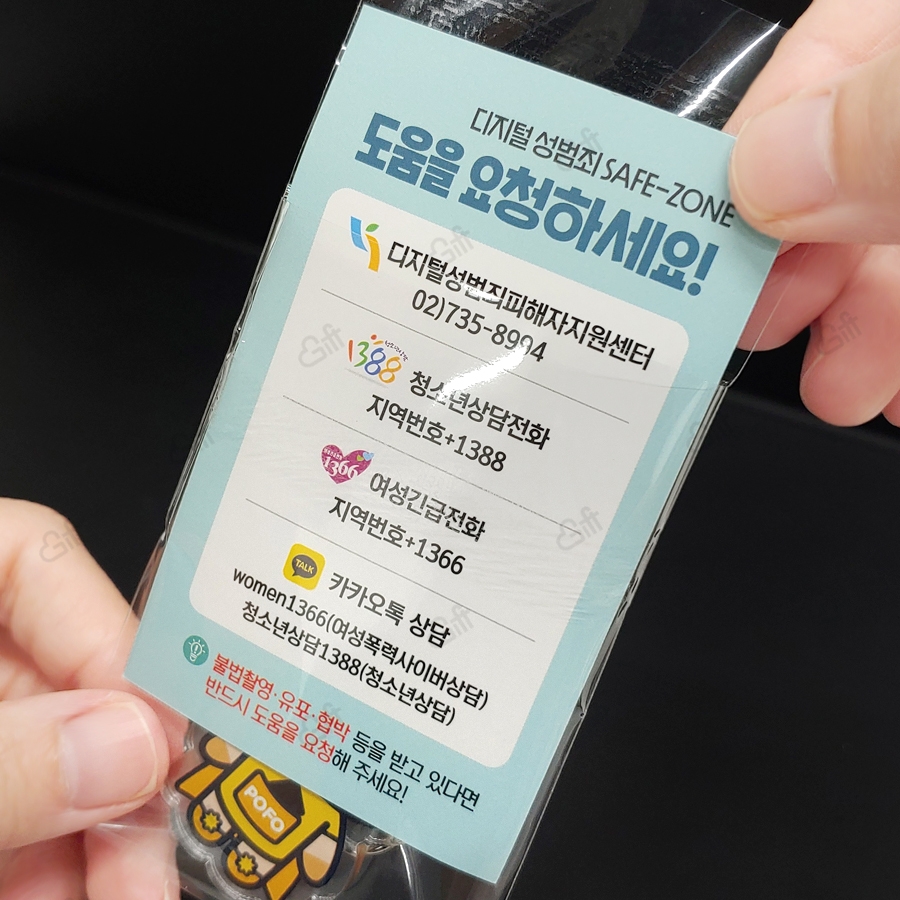 디지털 성범죄 SAFE-ZONE
도움을 요청하세요!
디지털성범죄피해자지원센터
02)735-8994
1388
청소년상담전화
지역번호+1388
1366
여성긴급전화
지역번호+1366
TALK
카카오톡 상담
women1366(여성폭력사이버상담)
청소년상담1388(청소년상담)
불법촬영·유포·협박 등을 받고 있다면
반드시 도움을 요청해 주세요!
POFO
Gift